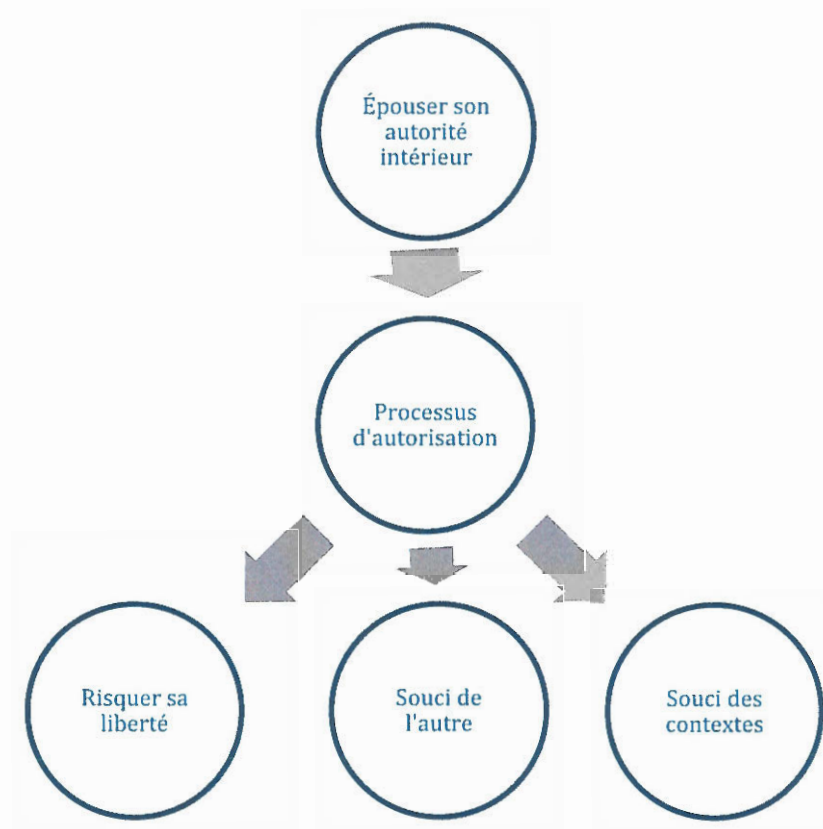 Épouser son
autorité
intérieur
Processus
d'autorisation
Risquer sa
liberté
Souci de
l'autre
Souci des
contextes